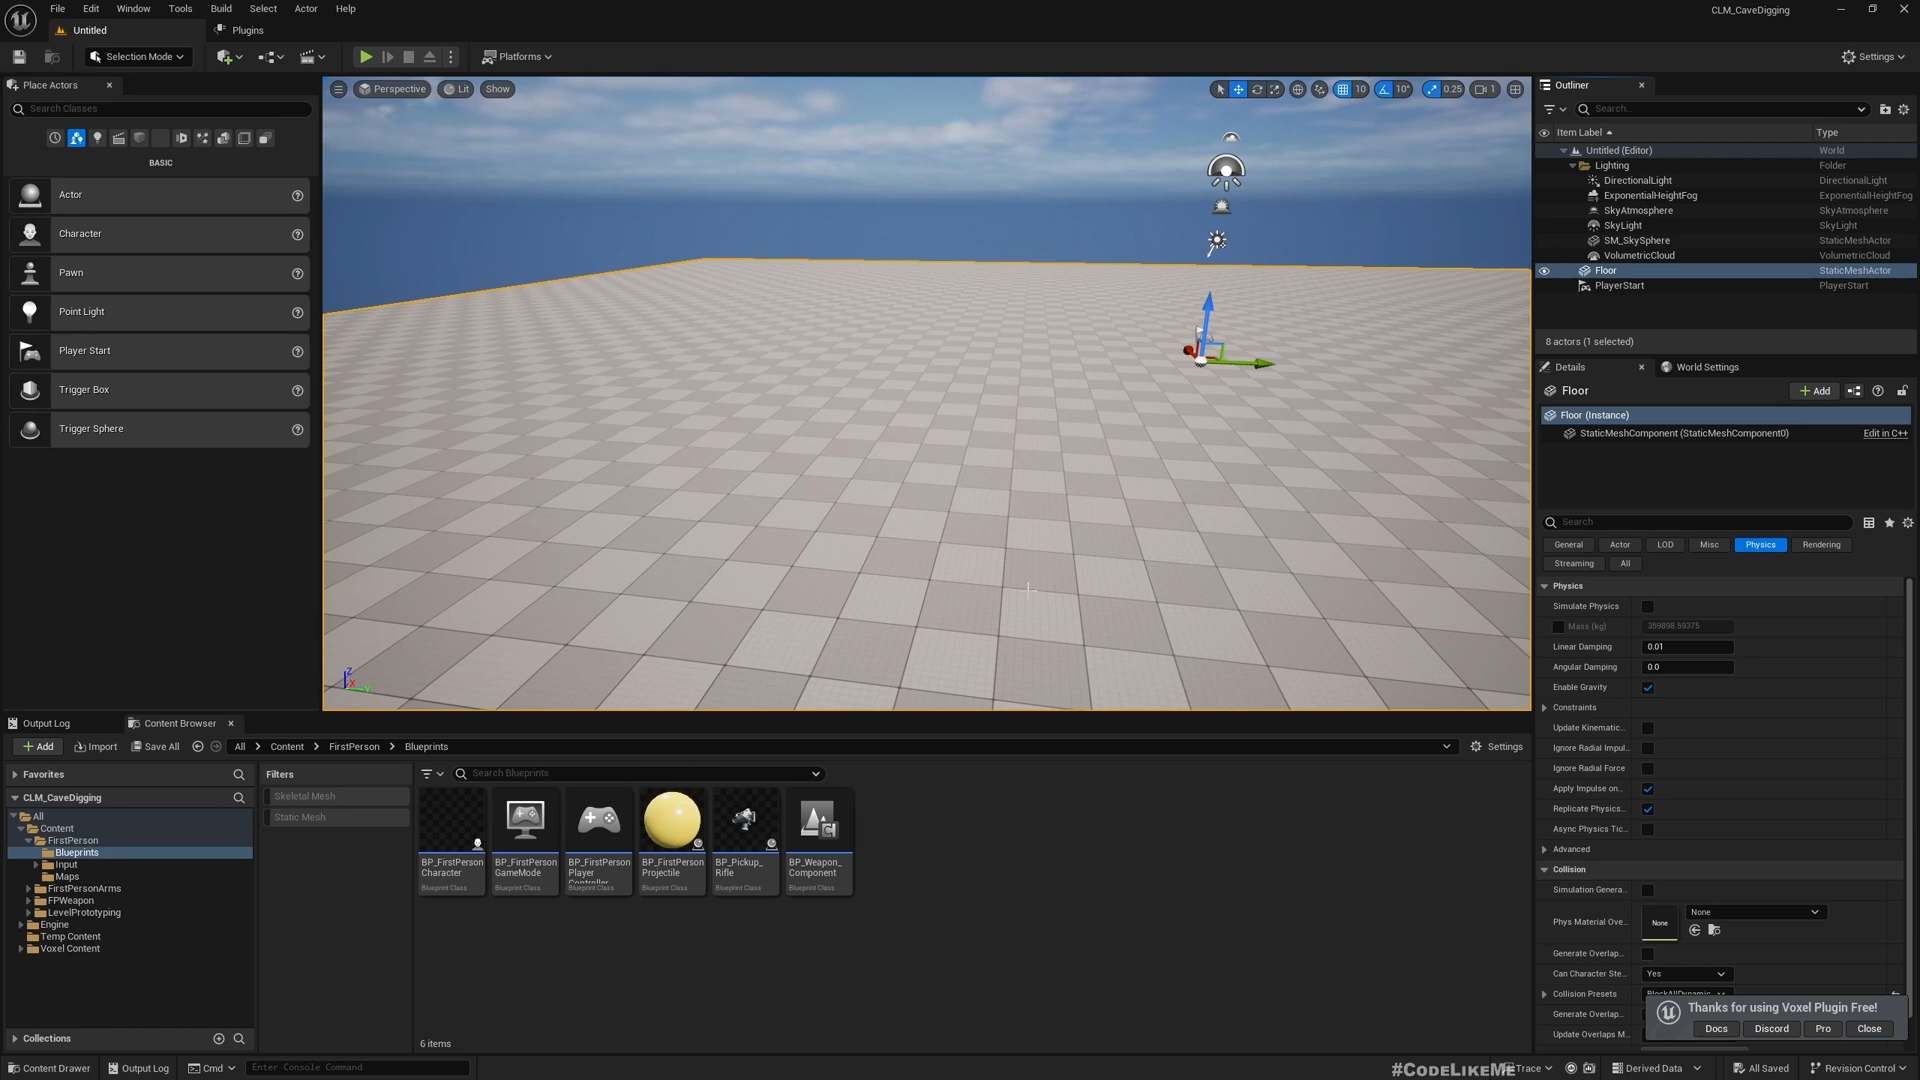 File Edit Window Tools Build Select Actor Help
CLM_CaveDigging
Untitled
Plugins
Selection Mode
Platforms
Settings
Place Actors
Search Classes
BASIC
Actor
Character
Pawn
Point Light
Player Start
Trigger Box
Trigger Sphere
Perspective
Lit
Show
10
10°
0.25
1
Z
X
Y
Outliner
Search...
Item Label
Type
Untitled (Editor) World
Lighting Folder
DirectionalLight DirectionalLight
ExponentialHeightFog ExponentialHeightFog
SkyAtmosphere SkyAtmosphere
SkyLight SkyLight
SM_SkySphere StaticMeshActor
VolumetricCloud VolumetricCloud
Floor StaticMeshActor
PlayerStart PlayerStart
8 actors (1 selected)
Details
World Settings
Floor
Add
Floor (Instance)
StaticMeshComponent (StaticMeshComponent0) Edit in C++
Search
General Actor LOD Misc Physics Rendering
Streaming All
Physics
Simulate Physics
Mass (kg) 359898.59375
Linear Damping 0.01
Angular Damping 0.0
Enable Gravity
Constraints
Update Kinematic...
Ignore Radial Impul...
Ignore Radial Force
Apply Impulse on...
Replicate Physics...
Async Physics Tic...
Advanced
Collision
Simulation Genera...
Phys Material Ove... None None
Generate Overlap...
Can Character Ste... Yes
Collision Presets BlockAllDynamic
Generate Overlap...
Update Overlaps M...
Thanks for using Voxel Plugin Free!
Docs Discord Pro Close
Output Log
Content Browser
Add Import Save All All > Content > FirstPerson > Blueprints
Settings
Favorites
CLM_CaveDigging
All
Content
FirstPerson
Blueprints
Input
Maps
FirstPersonArms
FPWeapon
LevelPrototyping
Engine
Temp Content
Voxel Content
Collections
Filters
Skeletal Mesh
Static Mesh
Search Blueprints
BP_FirstPerson
Character
Blueprint Class
BP_FirstPerson
GameMode
Blueprint Class
BP_FirstPerson
Player
Controller
Blueprint Class
BP_FirstPerson
Projectile
Blueprint Class
BP_Pickup_
Rifle
Blueprint Class
BP_Weapon_
Component
Blueprint Class
6 items
Content Drawer
Output Log
Cmd
Enter Console Command
#CodeLikeMe
Trace
Derived Data
All Saved
Revision Control